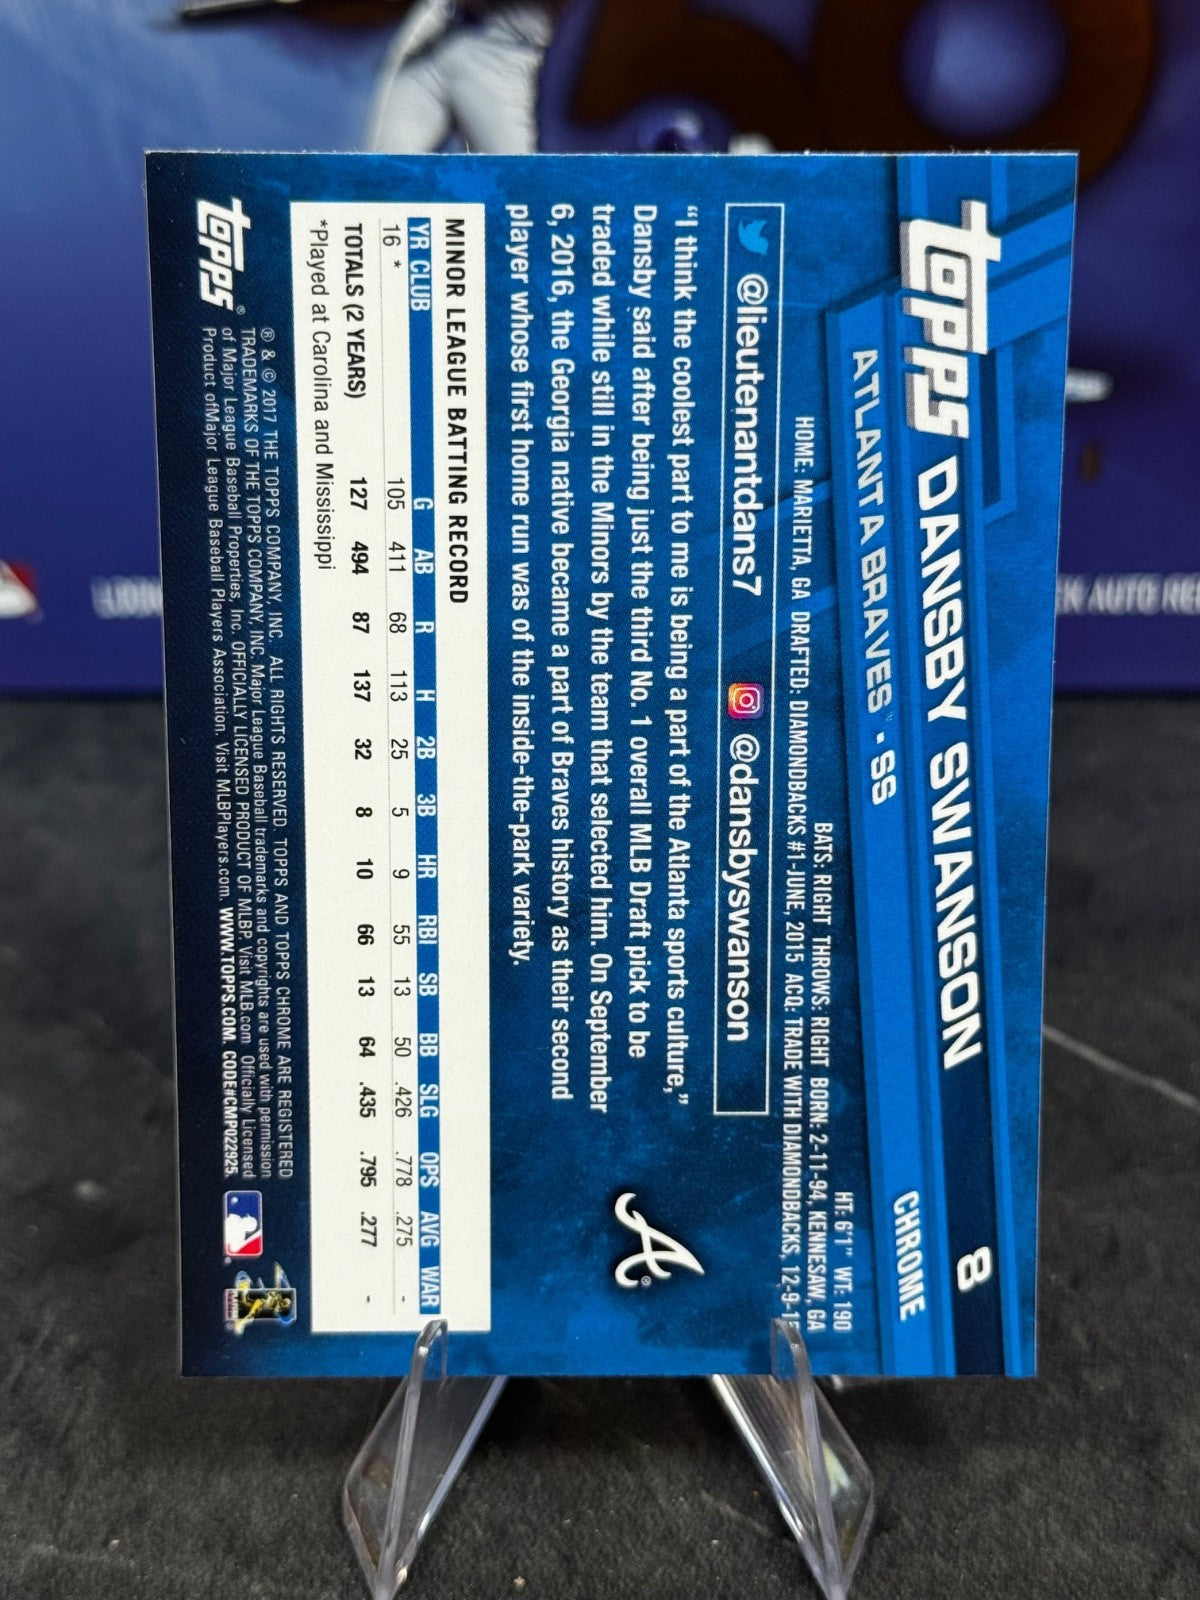 topps DANSBY SWANSON 8
ATLANTA BRAVES™ • SS CHROME
HT: 6'1" WT: 190
BATS: RIGHT THROWS: RIGHT BORN: 2-11-94, KENNESAW, GA
HOME: MARIETTA, GA DRAFTED: DIAMONDBACKS #1-JUNE, 2015 ACQ: TRADE WITH DIAMONDBACKS, 12-9-15
@lieutenantdans7 @dansbyswanson
"I think the coolest part to me is being a part of the Atlanta sports culture,"
Dansby said after being just the third No. 1 overall MLB Draft pick to be
traded while still in the Minors by the team that selected him. On September
6, 2016, the Georgia native became a part of Braves history as their second
player whose first home run was of the inside-the-park variety.
A®
MINOR LEAGUE BATTING RECORD
YR CLUB G AB R H 2B 3B HR RBI SB BB SLG OPS AVG WAR
16 * 105 411 68 113 25 5 9 55 13 50 .426 .778 .275 -
TOTALS (2 YEARS) 127 494 87 137 32 8 10 66 13 64 .435 .795 .277 -
*Played at Carolina and Mississippi
topps®
® & © 2017 THE TOPPS COMPANY, INC. ALL RIGHTS RESERVED. TOPPS AND TOPPS CHROME ARE REGISTERED
TRADEMARKS OF THE TOPPS COMPANY, INC. Major League Baseball trademarks and copyrights are used with permission
of Major League Baseball Properties, Inc. OFFICIALLY LICENSED PRODUCT OF MLBP. Visit MLB.com Officially Licensed
Product of Major League Baseball Players Association. Visit MLBPlayers.com. WWW.TOPPS.COM. CODE#CMP022925
CK AUTO RE